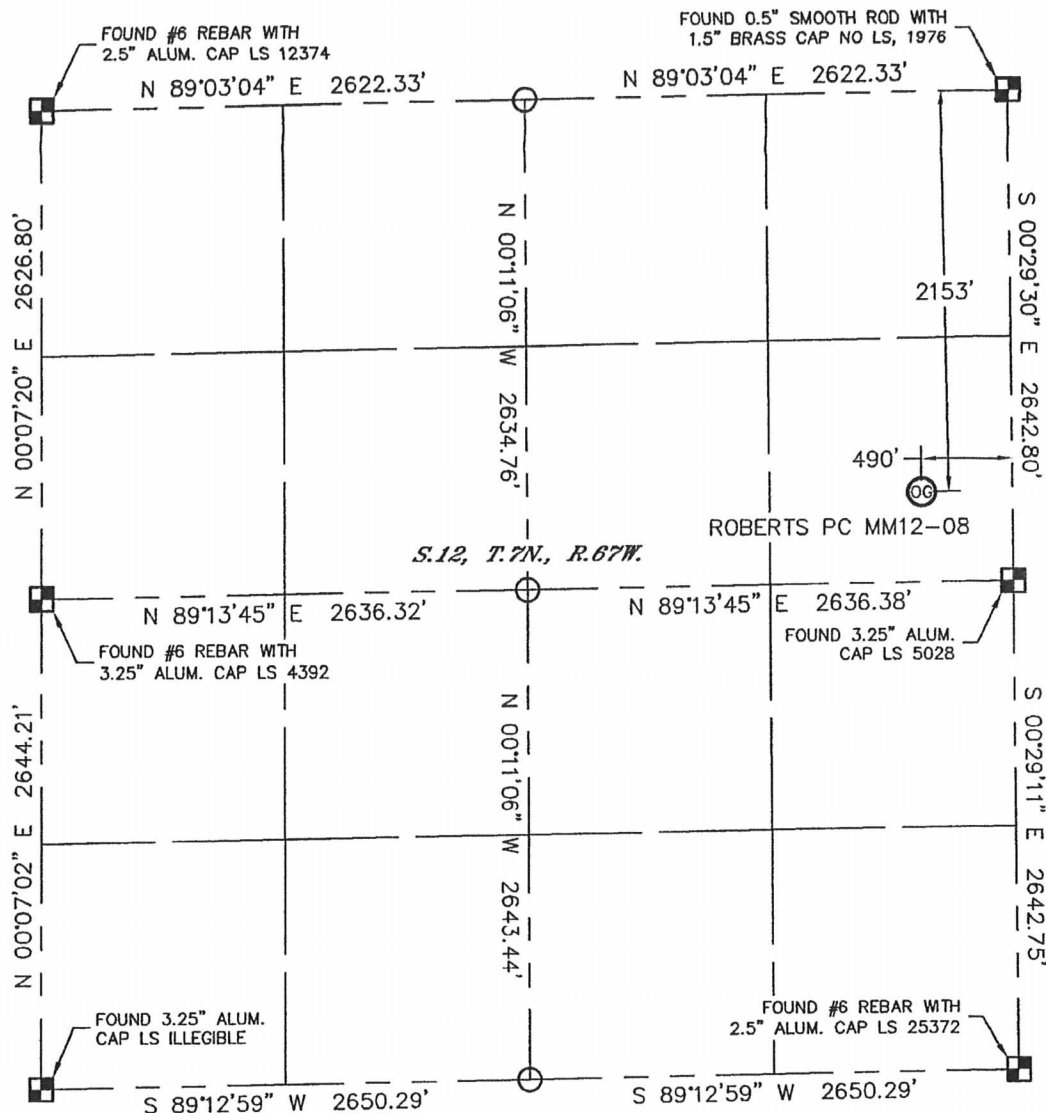 FOUND #6 REBAR WITH
2.5" ALUM. CAP LS 12374
FOUND 0.5" SMOOTH ROD WITH
1.5" BRASS CAP NO LS, 1976
N 89°03'04" E 2622.33'
N 89°03'04" E 2622.33'
N 00°07'20" E 2626.80'
N 00°11'06" W 2634.76'
S 00°29'30" E 2642.80'
2153'
490'
OG
ROBERTS PC MM12-08
S.12, T.7N., R.67W.
N 89°13'45" E 2636.32'
N 89°13'45" E 2636.38'
FOUND #6 REBAR WITH
3.25" ALUM. CAP LS 4392
FOUND 3.25" ALUM.
CAP LS 5028
N 00°07'02" E 2644.21'
N 00°11'06" W 2643.44'
S 00°29'11" E 2642.75'
FOUND 3.25" ALUM.
CAP LS ILLEGIBLE
FOUND #6 REBAR WITH
2.5" ALUM. CAP LS 25372
S 89°12'59" W 2650.29'
S 89°12'59" W 2650.29'